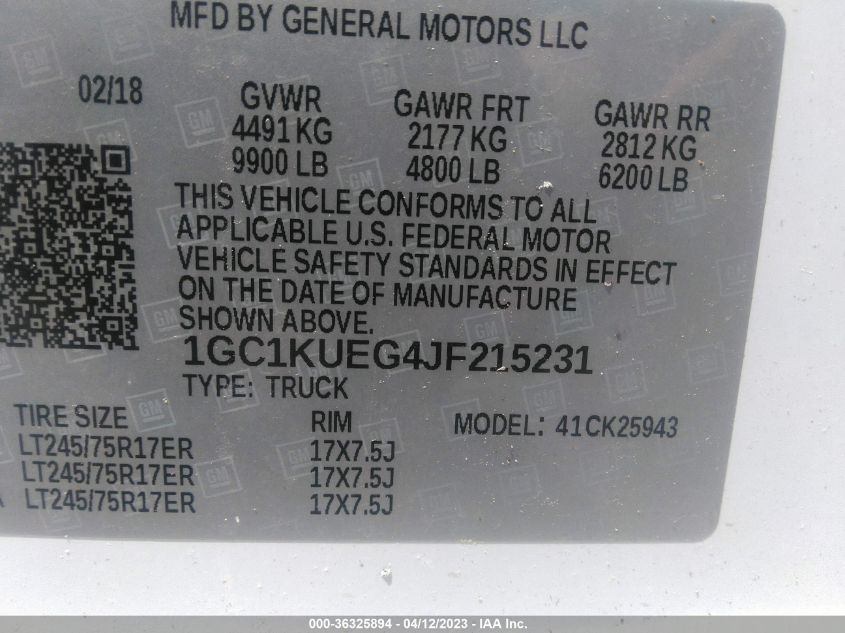 MFD BY GENERAL MOTORS LLC
02/18 GVWR GAWR FRT GAWR RR
4491 KG 2177 KG 2812 KG
9900 LB 4800 LB 6200 LB
THIS VEHICLE CONFORMS TO ALL
APPLICABLE U.S. FEDERAL MOTOR
VEHICLE SAFETY STANDARDS IN EFFECT
ON THE DATE OF MANUFACTURE
SHOWN ABOVE.
1GC1KUEG4JF215231
TYPE: TRUCK
TIRE SIZE RIM MODEL: 41CK25943
LT245/75R17ER 17X7.5J
LT245/75R17ER 17X7.5J
LT245/75R17ER 17X7.5J
000-36325894 - 04/12/2023 - IAA Inc.